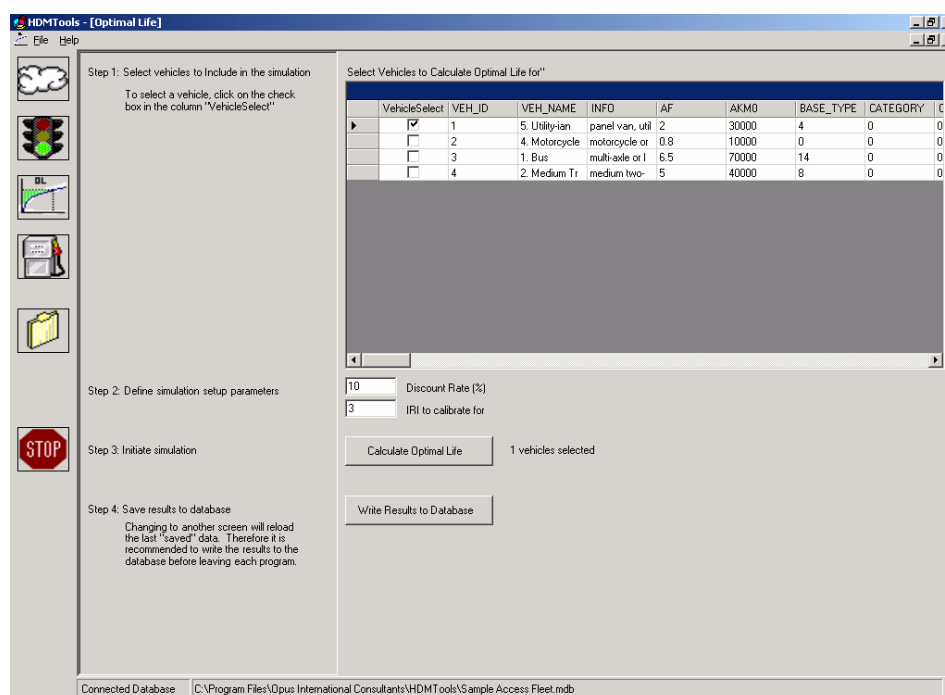 HDMTools - [Optimal Life]
File Help
Step 1: Select vehicles to Include in the simulation
To select a vehicle, click on the check
box in the column "VehicleSelect"
Select Vehicles to Calculate Optimal Life for"
VehicleSelect VEH_ID VEH_NAME INFO AF AKM0 BASE_TYPE CATEGORY
1 5. Utility-ian panel van, util 2 30000 4 0 0
2 4. Motorcycle motorcycle or 0.8 10000 0 0 0
3 1. Bus multi-axle or l 6.5 70000 14 0 0
4 2. Medium Tr medium two- 5 40000 8 0 0
OL
Step 2: Define simulation setup parameters
10 Discount Rate (%)
3 IRI to calibrate for
STOP
Step 3: Initiate simulation
Calculate Optimal Life 1 vehicles selected
Step 4: Save results to database
Changing to another screen will reload
the last "saved" data. Therefore it is
recommended to write the results to the
database before leaving each program.
Write Results to Database
Connected Database C:\Program Files\Opus International Consultants\HDMTools\Sample Access Fleet.mdb